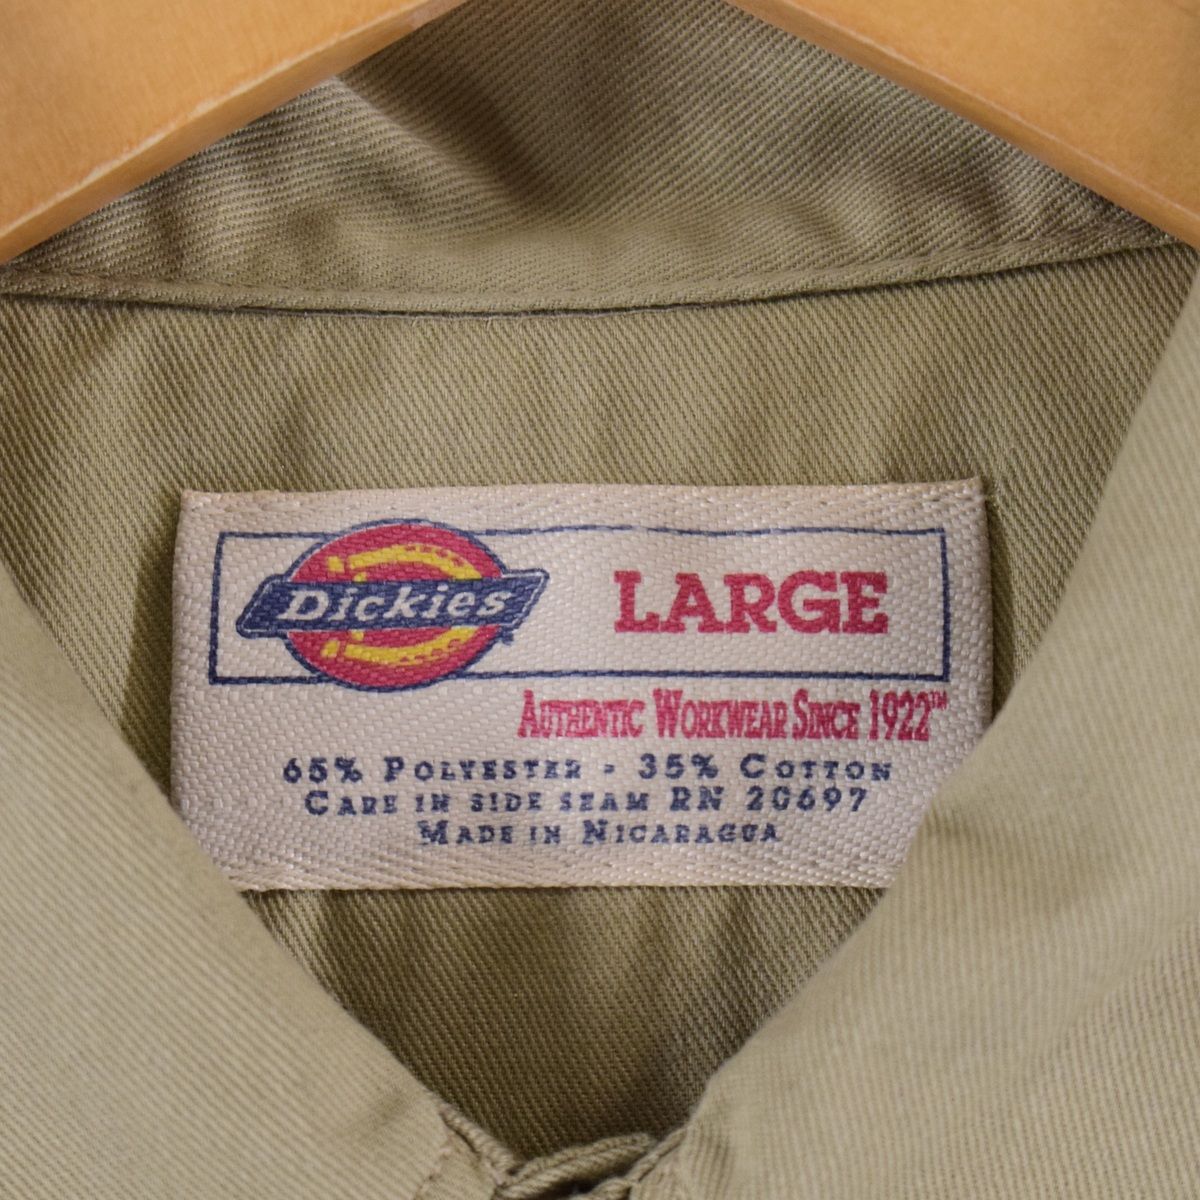 Dickies
LARGE
AUTHENTIC WORKWEAR SINCE 1922™
65% POLYESTER - 35% COTTON
CARE IN SIDE SEAM RN 20697
MADE IN NICARAGUA